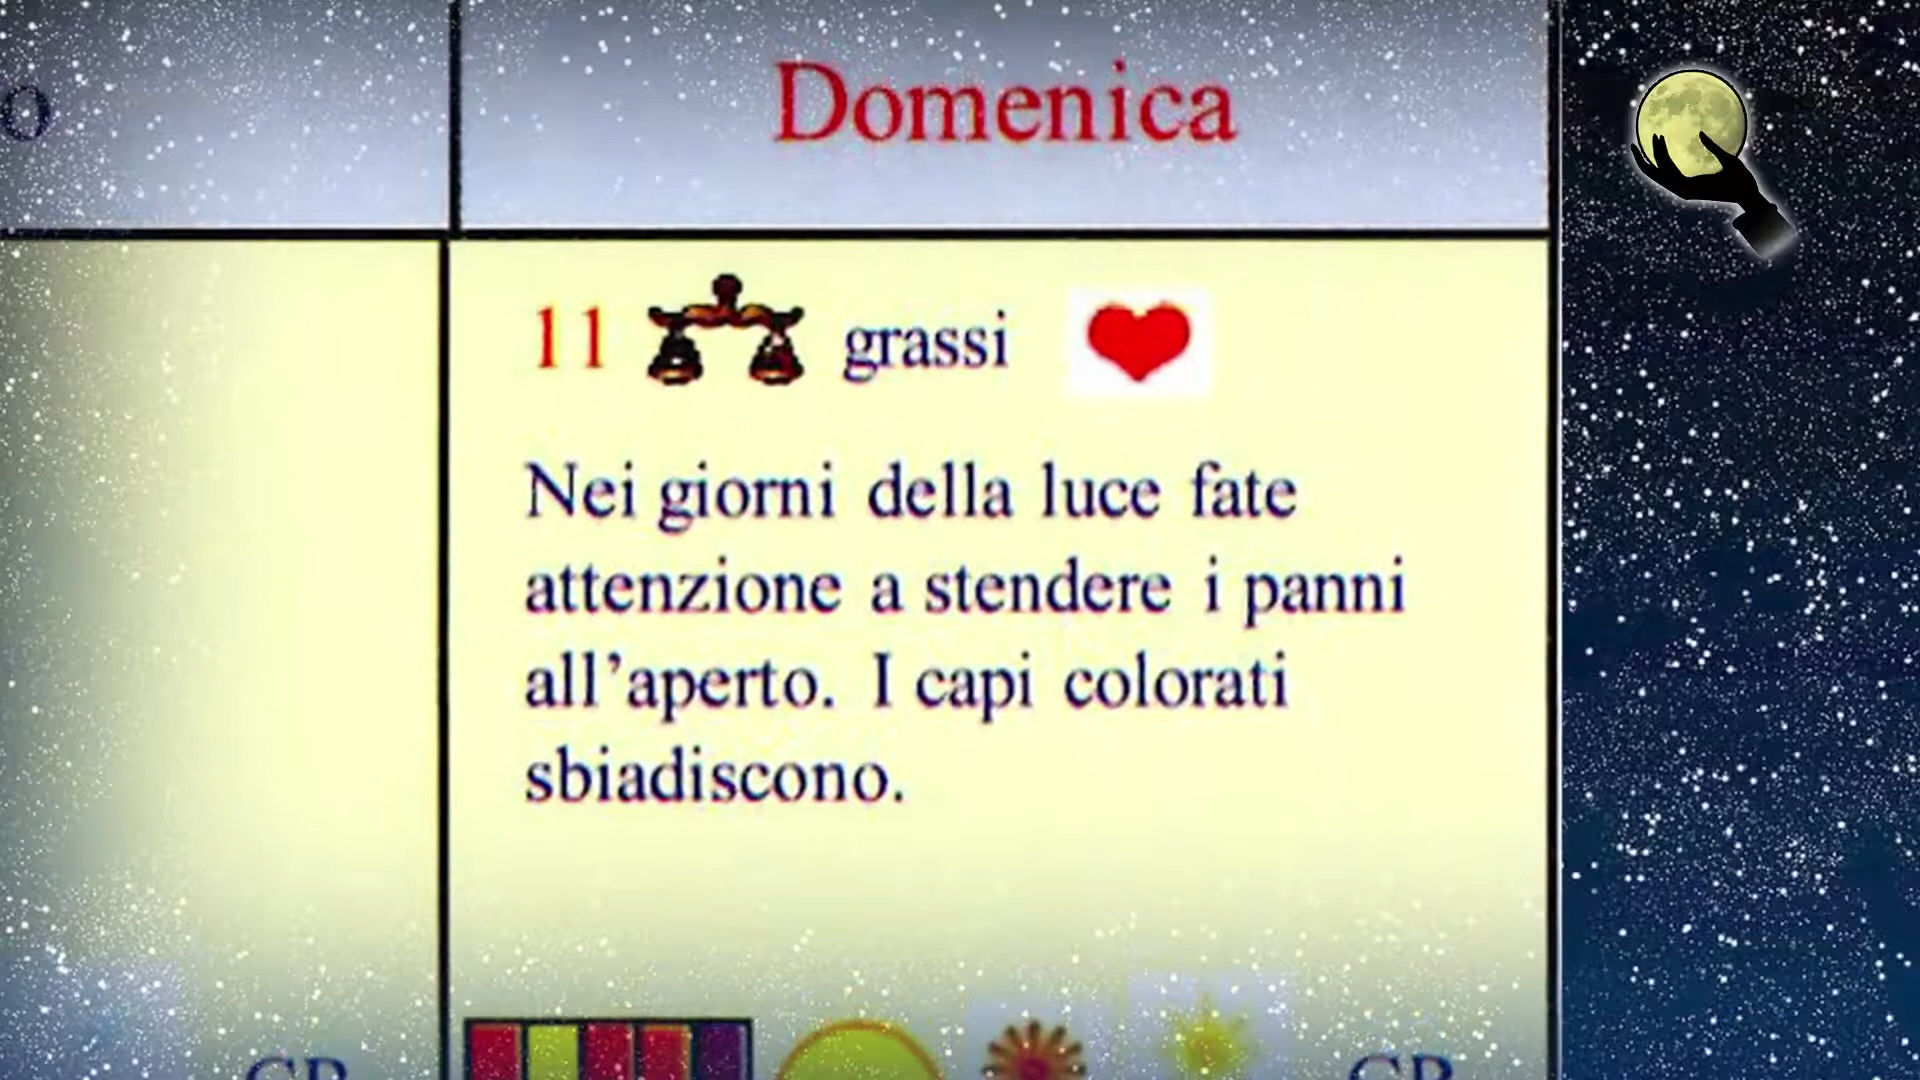 o
Domenica
11 grassi
Nei giorni della luce fate
attenzione a stendere i panni
all’aperto. I capi colorati
sbiadiscono.